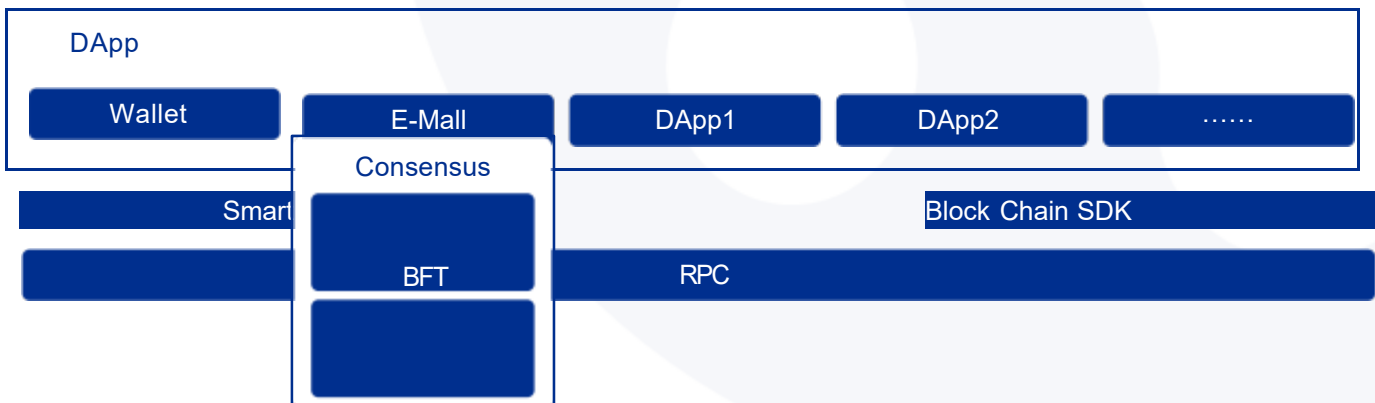 DApp
Wallet
E-Mall
DApp1
DApp2
······
Consensus
Smart
Block Chain SDK
BFT
RPC